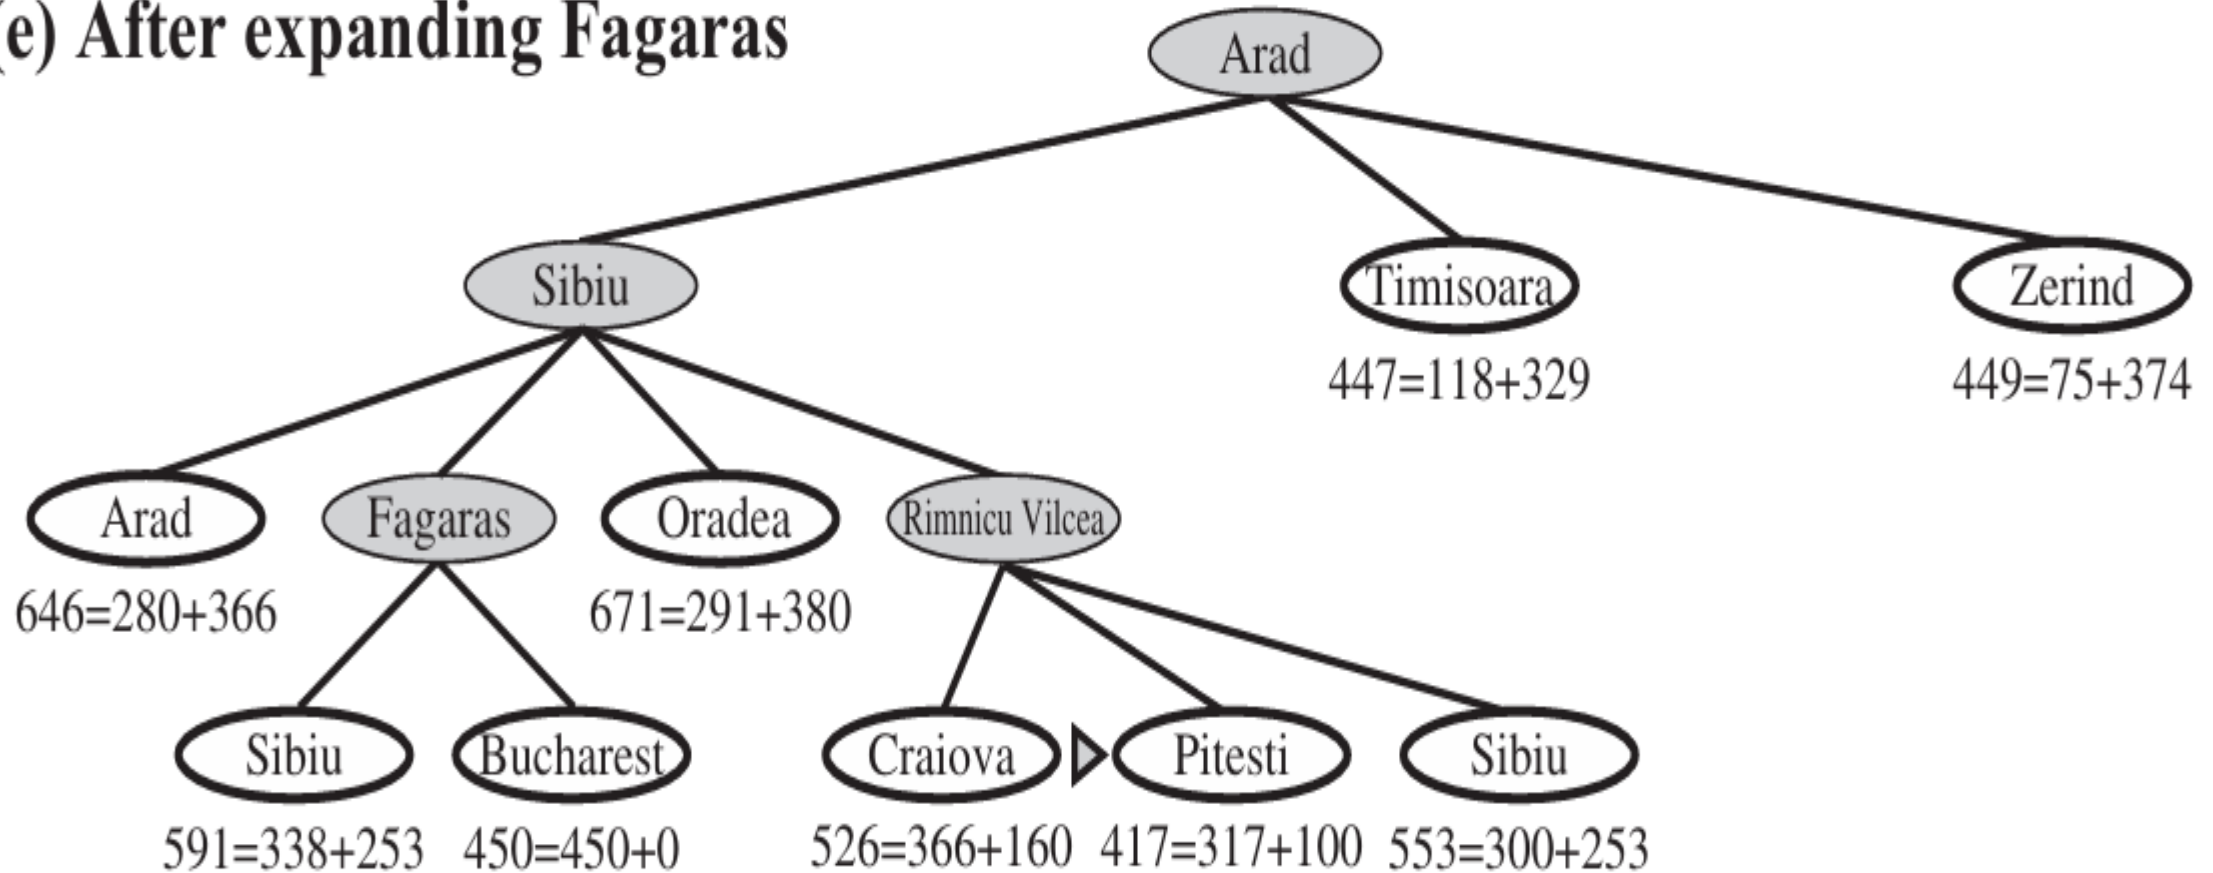 (e) After expanding Fagaras
Arad
Sibiu
Timisoara
Zerind
447=118+329
449=75+374
Arad
Fagaras
Oradea
Rimnicu Vilcea
646=280+366
671=291+380
Sibiu
Bucharest
Craiova
Pitesti
Sibiu
591=338+253
450=450+0
526=366+160
417=317+100
553=300+253